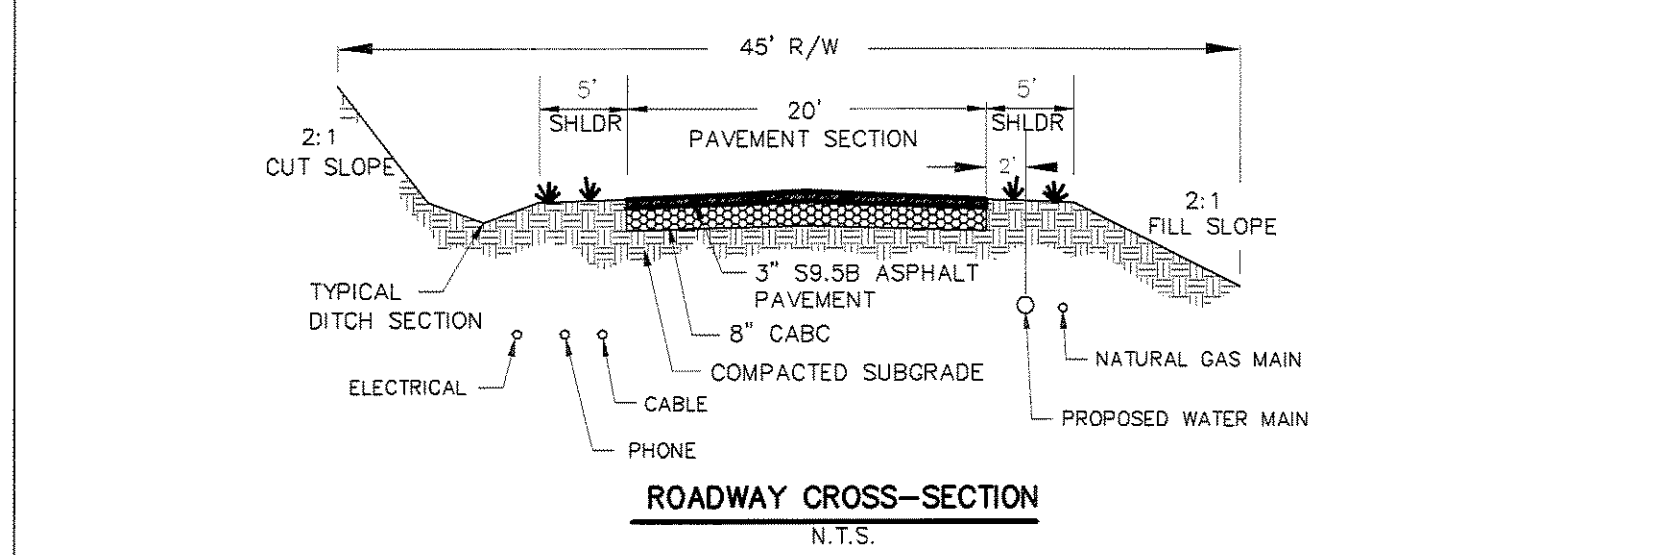 45' R/W
5'
20'
5'
SHLDR
PAVEMENT SECTION
SHLDR
2'
2:1
CUT SLOPE
2:1
FILL SLOPE
TYPICAL
DITCH SECTION
3" S9.5B ASPHALT
PAVEMENT
8" CABC
COMPACTED SUBGRADE
NATURAL GAS MAIN
ELECTRICAL
CABLE
PROPOSED WATER MAIN
PHONE
ROADWAY CROSS-SECTION
N.T.S.